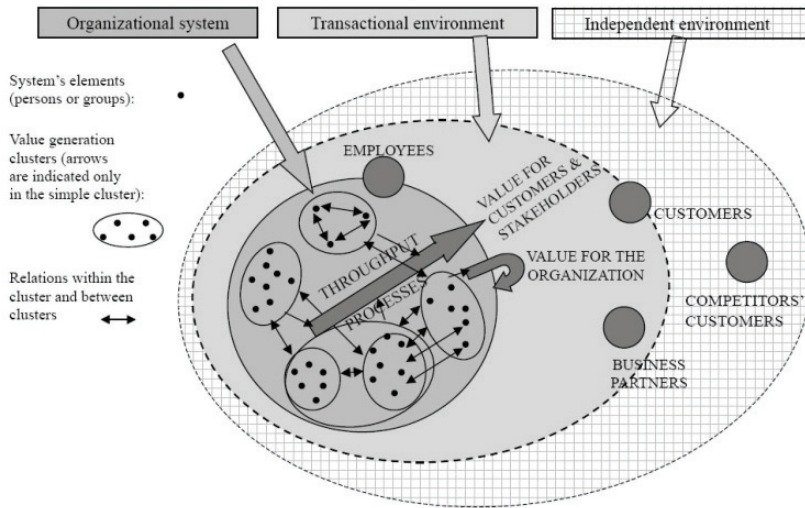 Organizational system
Transactional environment
Independent environment
System's elements
(persons or groups):
Value generation
clusters (arrows
are indicated only
in the simple cluster):
Relations within the
cluster and between
clusters
EMPLOYEES
VALUE FOR
CUSTOMERS &
STAKEHOLDERS
THROUGHPUT
PROCESSES
VALUE FOR THE
ORGANIZATION
CUSTOMERS
COMPETITORS'
CUSTOMERS
BUSINESS
PARTNERS